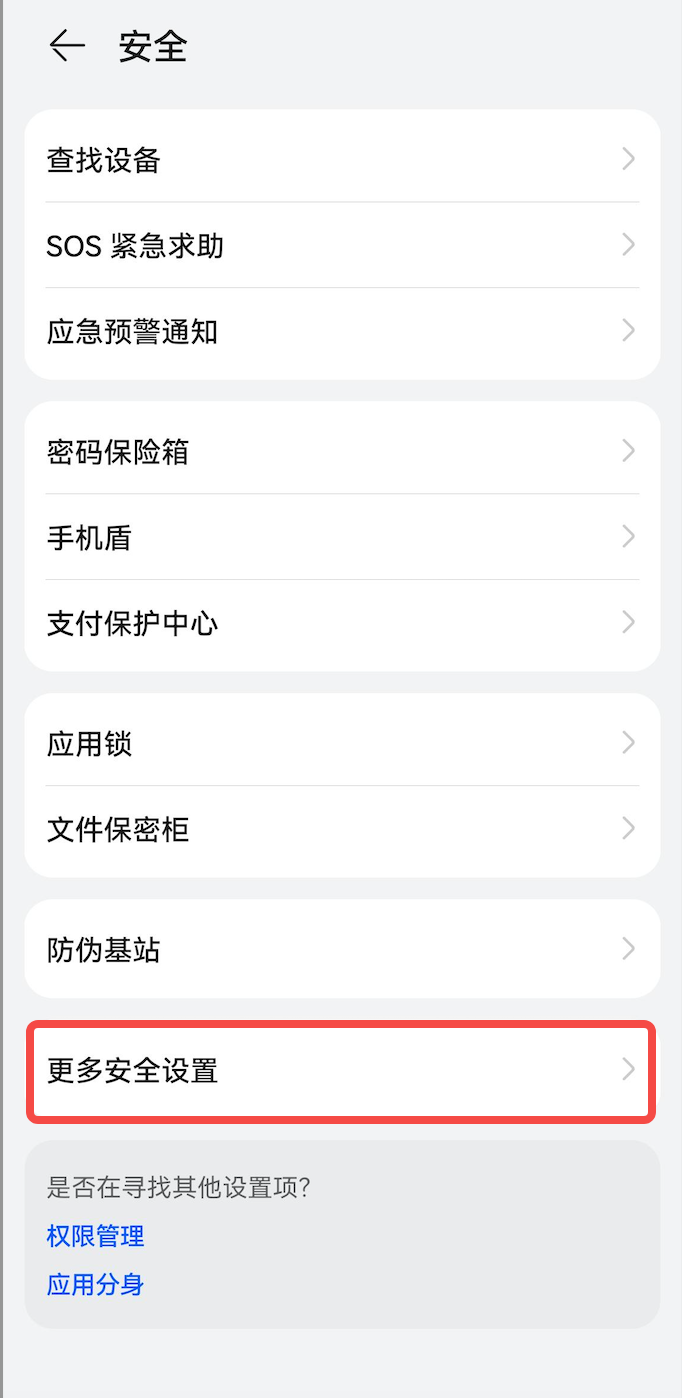 安全
查找设备
SOS 紧急求助
应急预警通知
密码保险箱
手机盾
支付保护中心
应用锁
文件保密柜
防伪基站
更多安全设置
是否在寻找其他设置项?
权限管理
应用分身